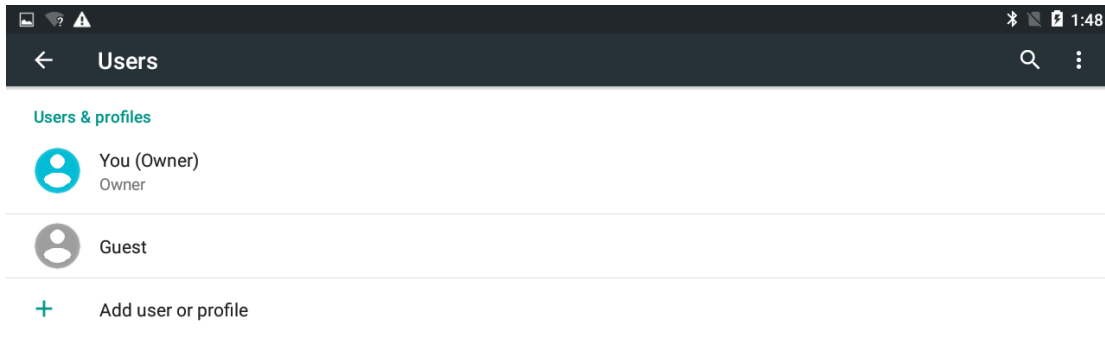 1:48
Users
Users & profiles
You (Owner)
Owner
Guest
Add user or profile